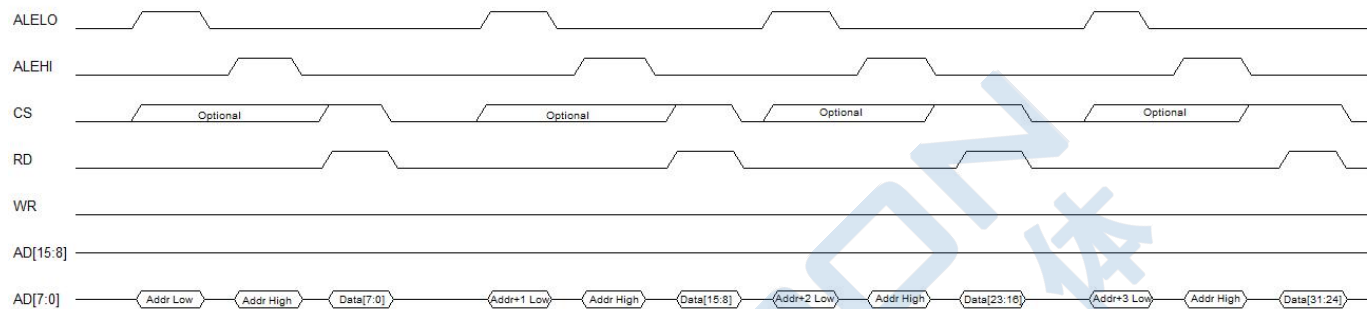 ALELO
ALEHI
CS Optional Optional Optional Optional
RD
WR
AD[15:8]
AD[7:0] Addr Low Addr High Data[7:0] Addr+1 Low Addr High Data[15:8] Addr+2 Low Addr High Data[23:16] Addr+3 Low Addr High Data[31:24]
体